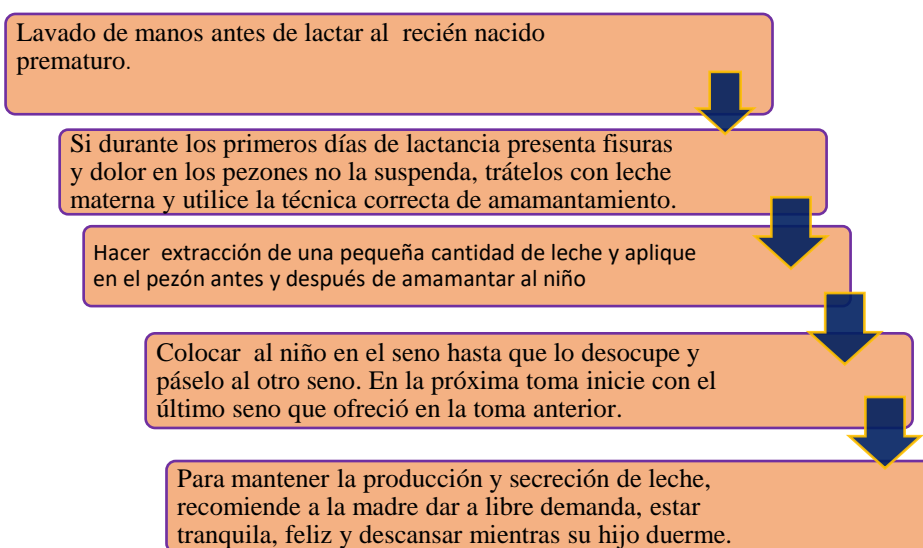 Lavado de manos antes de lactar al recién nacido
prematuro.
Si durante los primeros días de lactancia presenta fisuras
y dolor en los pezones no la suspenda, trátelos con leche
materna y utilice la técnica correcta de amamantamiento.
Hacer extracción de una pequeña cantidad de leche y aplique
en el pezón antes y después de amamantar al niño
Colocar al niño en el seno hasta que lo desocupe y
páselo al otro seno. En la próxima toma inicie con el
último seno que ofreció en la toma anterior.
Para mantener la producción y secreción de leche,
recomiende a la madre dar a libre demanda, estar
tranquila, feliz y descansar mientras su hijo duerme.